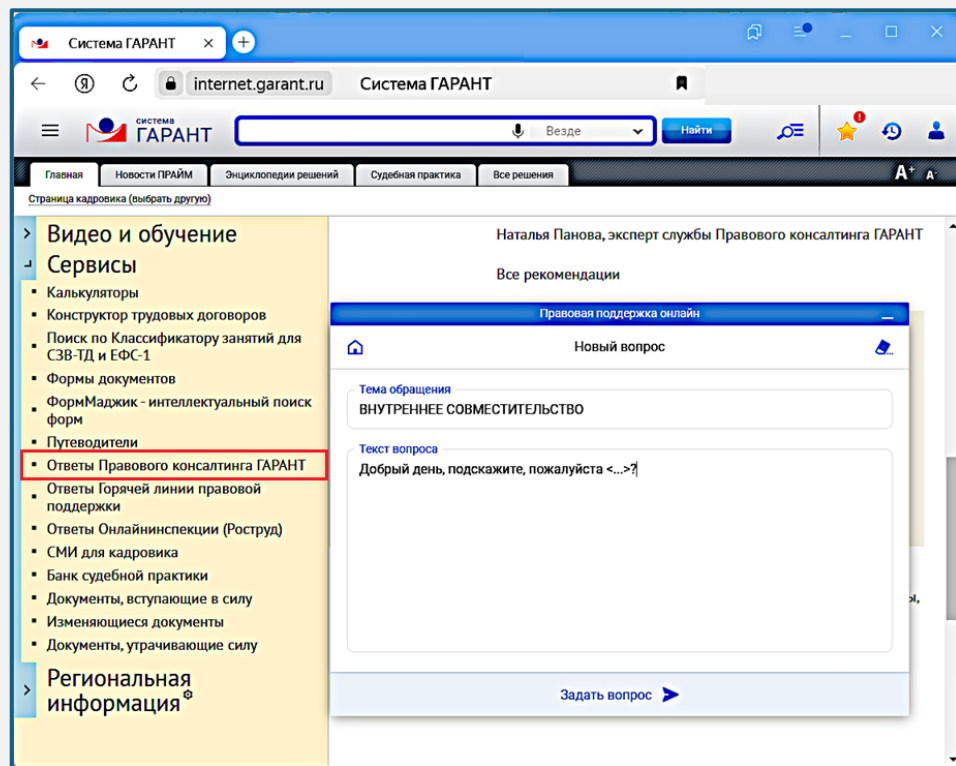 Система ГАРАНТ
internet.garant.ru Система ГАРАНТ
система
ГАРАНТ
Везде
Найти
Главная
Новости ПРАЙМ
Энциклопедии решений
Судебная практика
Все решения
A+ A-
Страница кадровика (выбрать другую)
Видео и обучение
Сервисы
Калькуляторы
Конструктор трудовых договоров
Поиск по Классификатору занятий для
СЗВ-ТД и ЕФС-1
Формы документов
ФормМаджик - интеллектуальный поиск
форм
Путеводители
Ответы Правового консалтинга ГАРАНТ
Ответы Горячей линии правовой
поддержки
Ответы Онлайнинспекции (Роструд)
СМИ для кадровика
Банк судебной практики
Документы, вступающие в силу
Изменяющиеся документы
Документы, утрачивающие силу
Региональная
информация
Наталья Панова, эксперт службы Правового консалтинга ГАРАНТ
Все рекомендации
Правовая поддержка онлайн
Новый вопрос
Тема обращения
ВНУТРЕННЕЕ СОВМЕСТИТЕЛЬСТВО
Текст вопроса
Добрый день, подскажите, пожалуйста <...>?
Задать вопрос